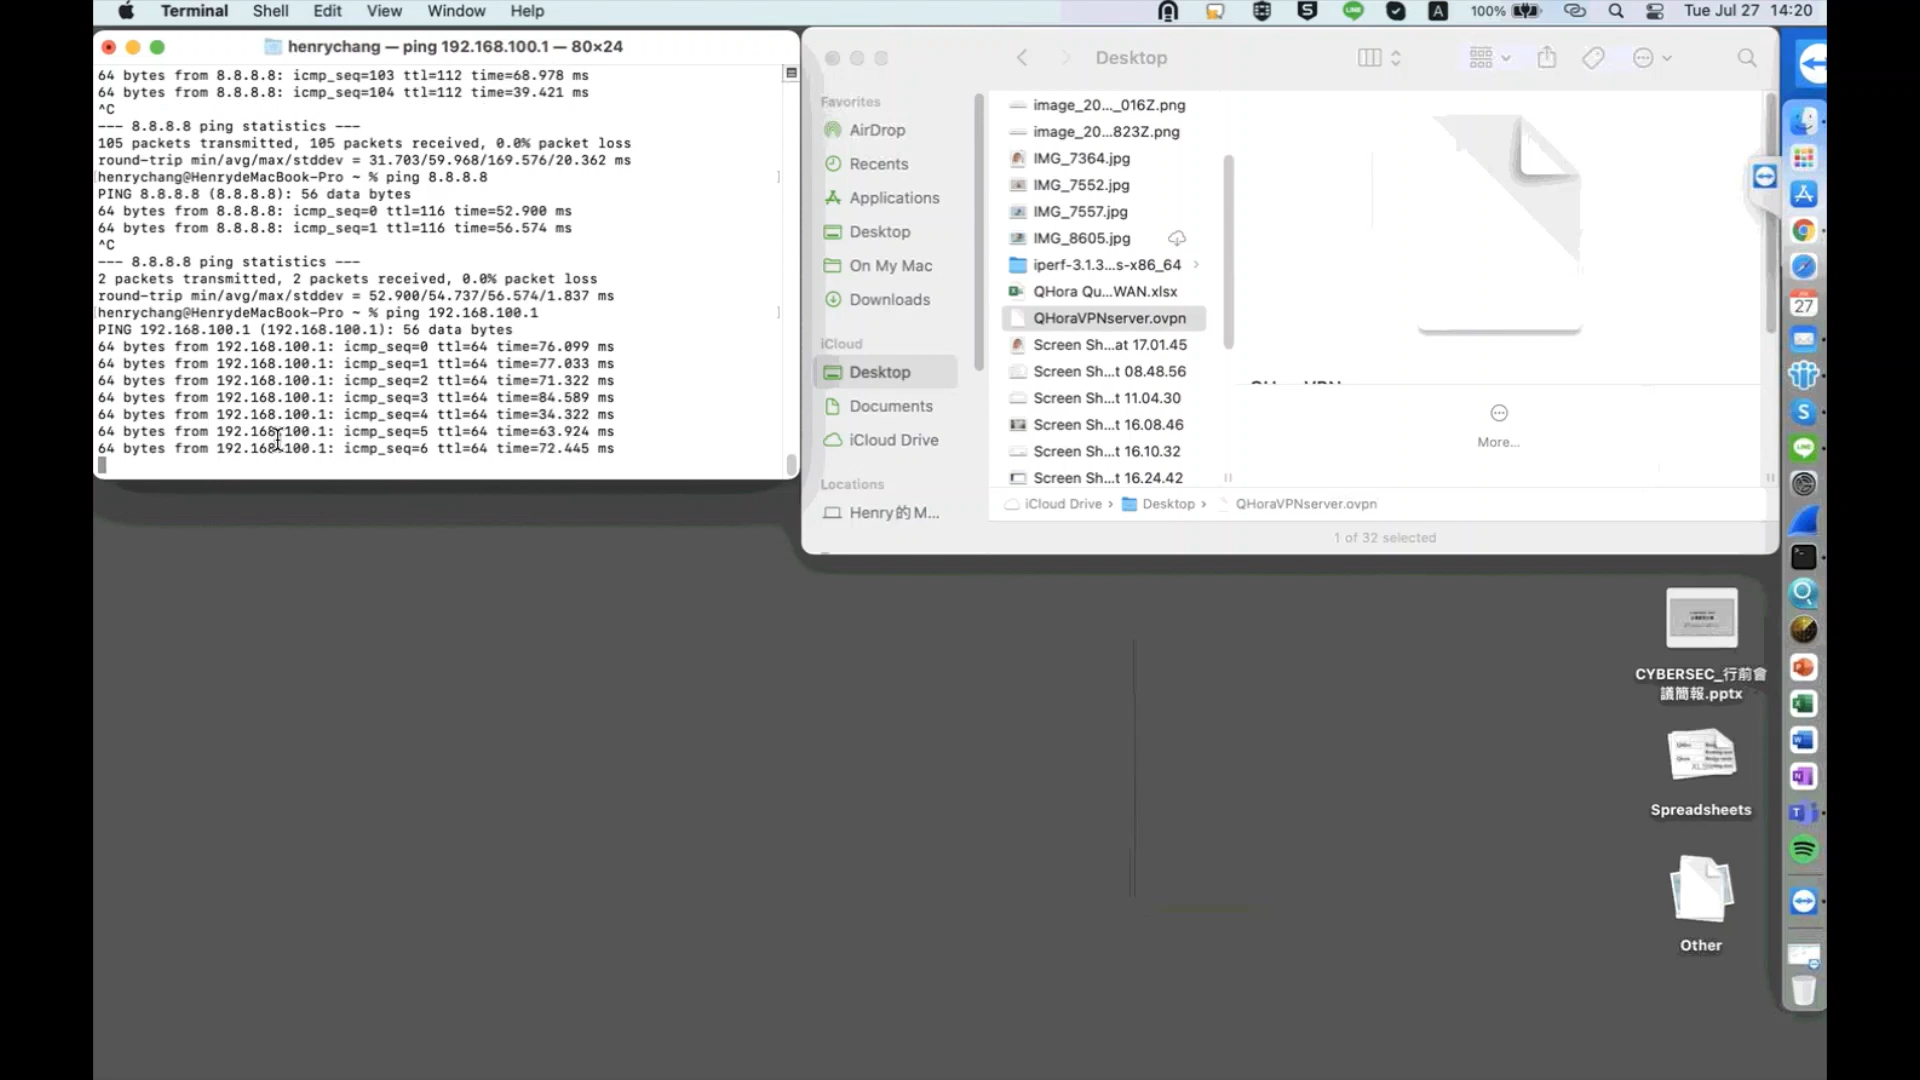 Terminal Shell Edit View Window Help
100% Tue Jul 27 14:20
henrychang — ping 192.168.100.1 — 80×24
64 bytes from 8.8.8.8: icmp_seq=103 ttl=112 time=68.978 ms
64 bytes from 8.8.8.8: icmp_seq=104 ttl=112 time=39.421 ms
^C
--- 8.8.8.8 ping statistics ---
105 packets transmitted, 105 packets received, 0.0% packet loss
round-trip min/avg/max/stddev = 31.703/59.968/169.576/20.362 ms
henrychang@HenrydeMacBook-Pro ~ % ping 8.8.8.8
PING 8.8.8.8 (8.8.8.8): 56 data bytes
64 bytes from 8.8.8.8: icmp_seq=0 ttl=116 time=52.900 ms
64 bytes from 8.8.8.8: icmp_seq=1 ttl=116 time=56.574 ms
^C
--- 8.8.8.8 ping statistics ---
2 packets transmitted, 2 packets received, 0.0% packet loss
round-trip min/avg/max/stddev = 52.900/54.737/56.574/1.837 ms
henrychang@HenrydeMacBook-Pro ~ % ping 192.168.100.1
PING 192.168.100.1 (192.168.100.1): 56 data bytes
64 bytes from 192.168.100.1: icmp_seq=0 ttl=64 time=76.099 ms
64 bytes from 192.168.100.1: icmp_seq=1 ttl=64 time=77.033 ms
64 bytes from 192.168.100.1: icmp_seq=2 ttl=64 time=71.322 ms
64 bytes from 192.168.100.1: icmp_seq=3 ttl=64 time=84.589 ms
64 bytes from 192.168.100.1: icmp_seq=4 ttl=64 time=34.322 ms
64 bytes from 192.168.100.1: icmp_seq=5 ttl=64 time=63.924 ms
64 bytes from 192.168.100.1: icmp_seq=6 ttl=64 time=72.445 ms
Desktop
Favorites
AirDrop
Recents
Applications
Desktop
On My Mac
Downloads
iCloud
Desktop
Documents
iCloud Drive
Locations
Henry的 M...
image_20..._016Z.png
image_20...823Z.png
IMG_7364.jpg
IMG_7552.jpg
IMG_7557.jpg
IMG_8605.jpg
iperf-3.1.3...s-x86_64
QHora Qu...WAN.xlsx
QHoraVPNserver.ovpn
Screen Sh...at 17.01.45
Screen Sh...t 08.48.56
Screen Sh...t 11.04.30
Screen Sh...t 16.08.46
Screen Sh...t 16.10.32
Screen Sh...t 16.24.42
More...
iCloud Drive › Desktop › QHoraVPNserver.ovpn
1 of 32 selected
CYBERSEC_行前會
議簡報.pptx
Spreadsheets
Other
27